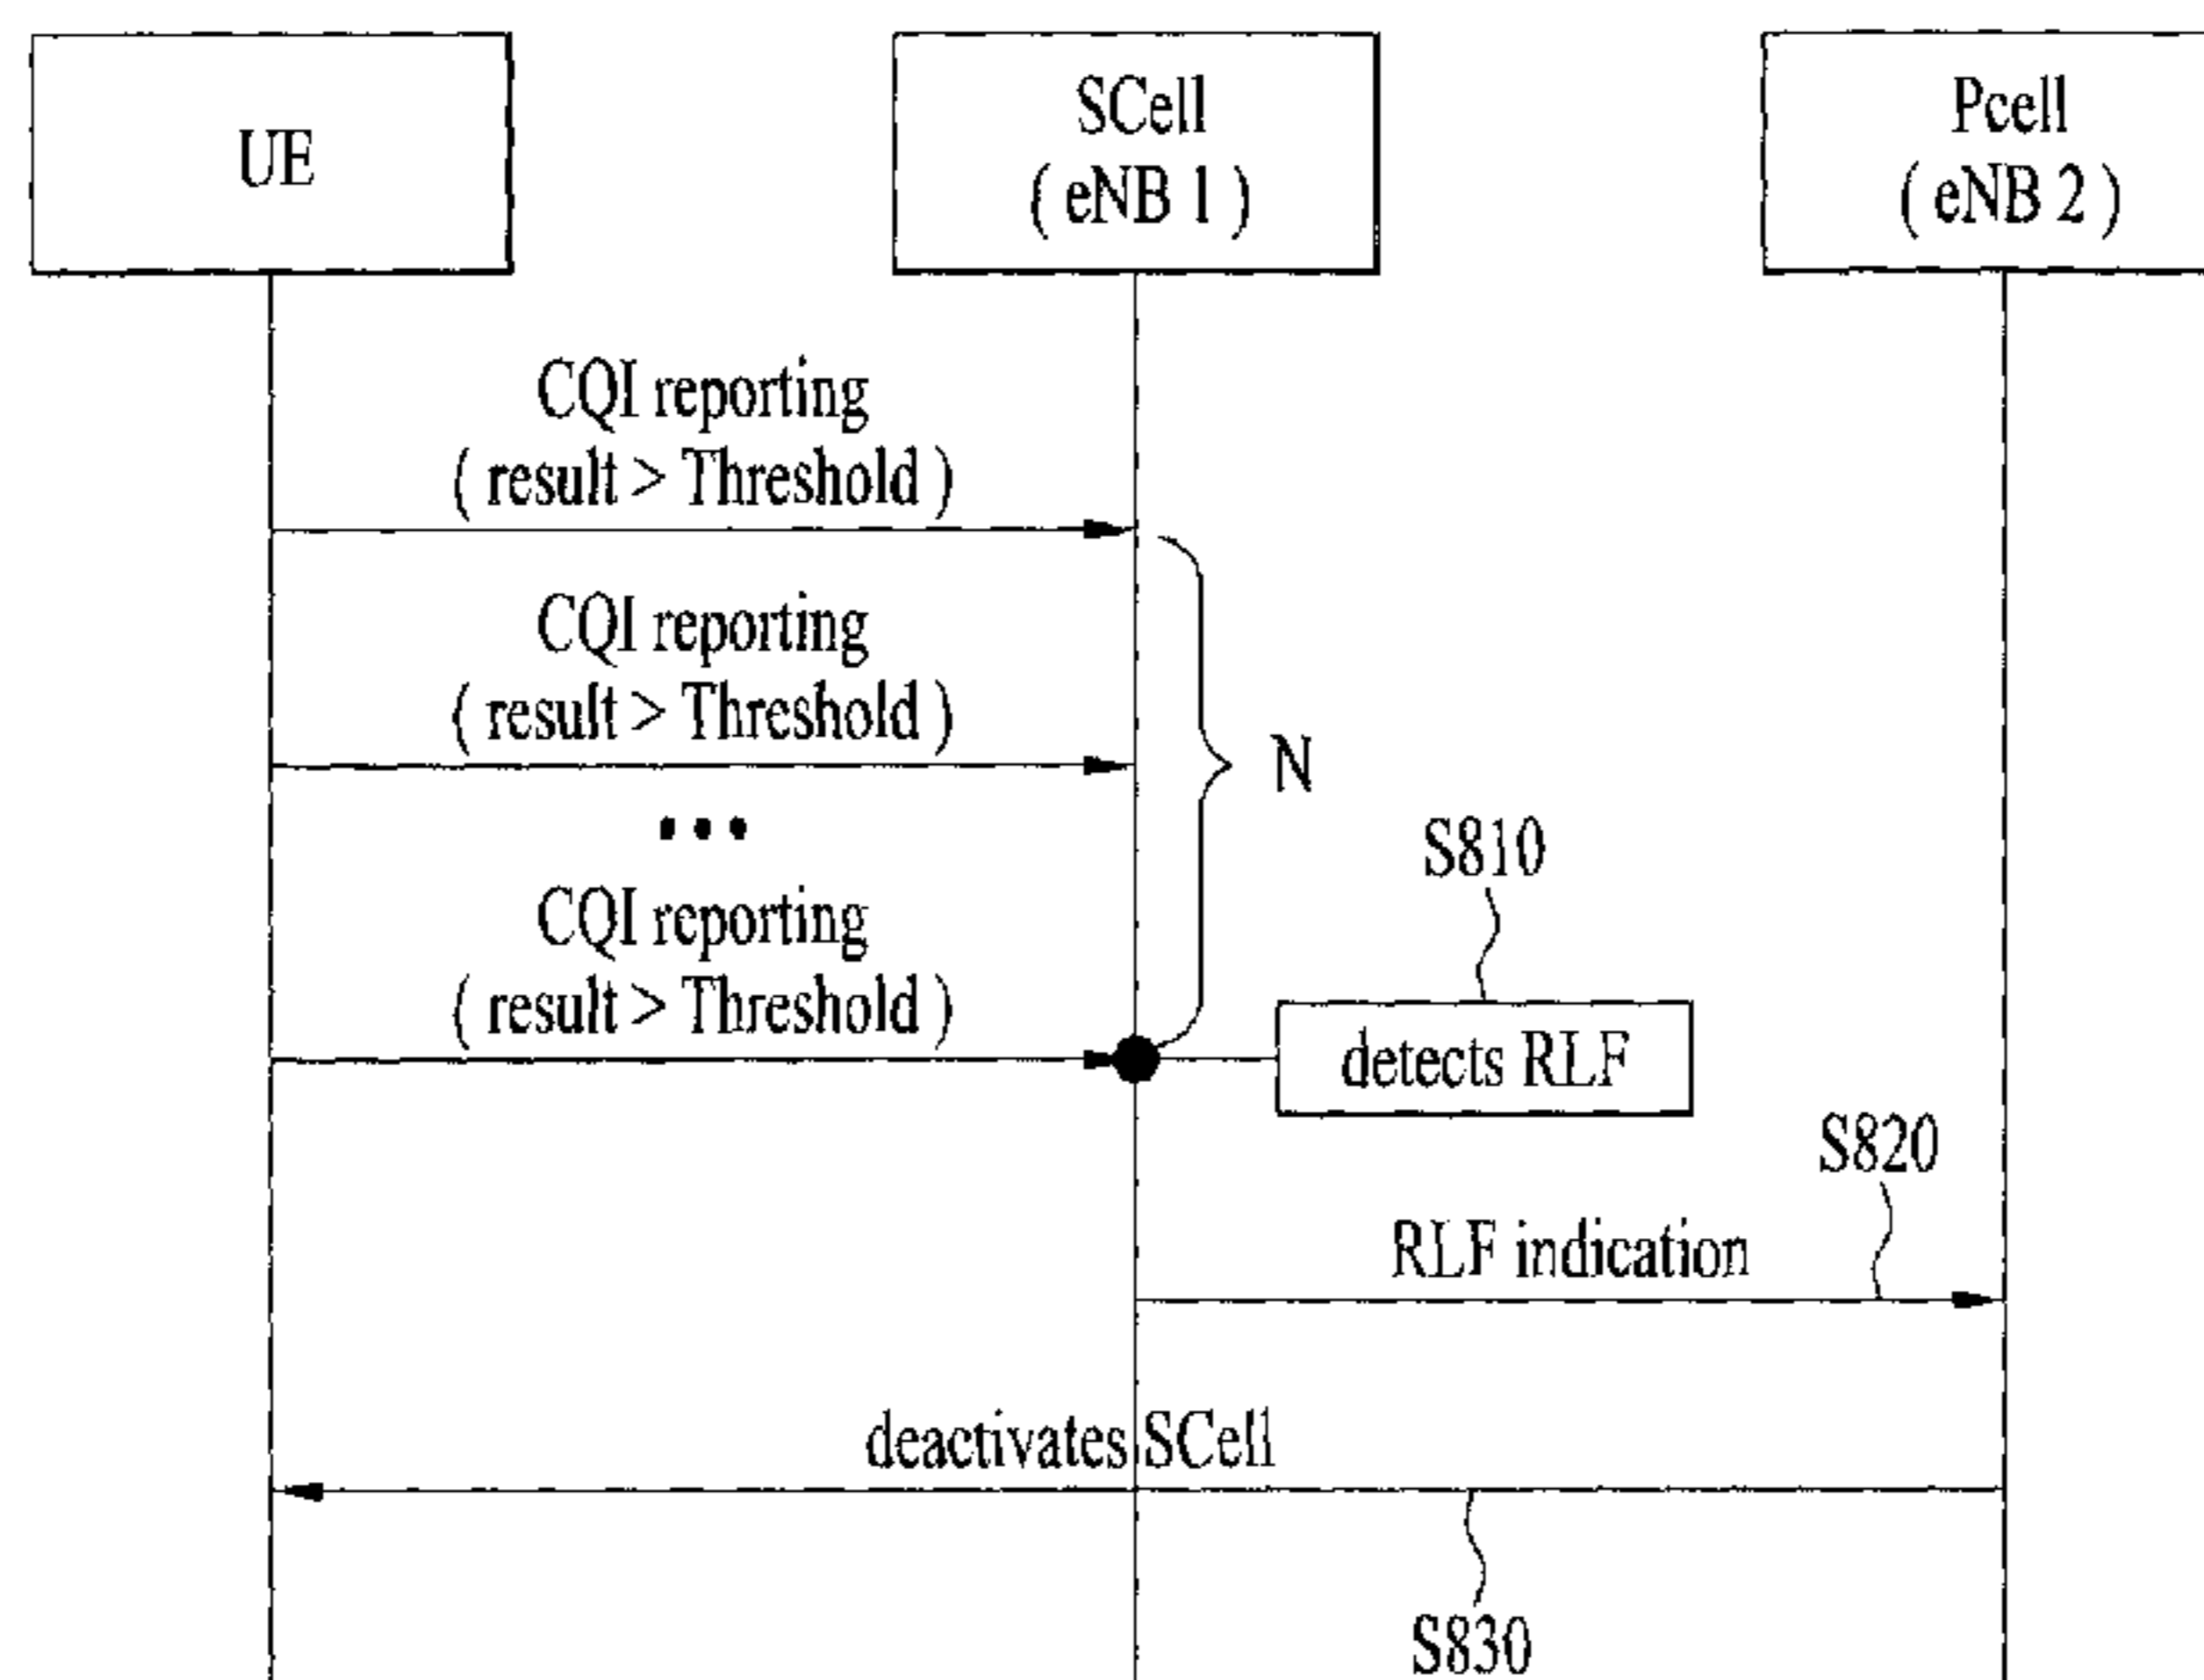 UE
SCell
( eNB 1 )
Pcell
( eNB 2 )
CQI reporting
( result > Threshold )
CQI reporting
( result > Threshold )
N
•••
S810
CQI reporting
( result > Threshold )
detects RLF
S820
RLF indication
deactivates SCell
S830